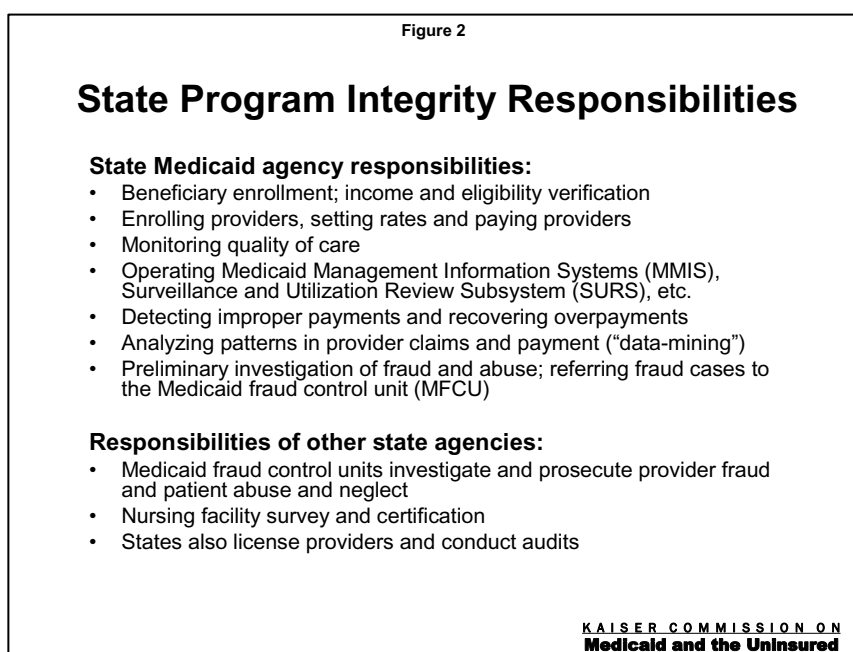 Figure 2
State Program Integrity Responsibilities
State Medicaid agency responsibilities:
• Beneficiary enrollment; income and eligibility verification
• Enrolling providers, setting rates and paying providers
• Monitoring quality of care
• Operating Medicaid Management Information Systems (MMIS),
Surveillance and Utilization Review Subsystem (SURS), etc.
• Detecting improper payments and recovering overpayments
• Analyzing patterns in provider claims and payment (“data-mining”)
• Preliminary investigation of fraud and abuse; referring fraud cases to
the Medicaid fraud control unit (MFCU)
Responsibilities of other state agencies:
• Medicaid fraud control units investigate and prosecute provider fraud
and patient abuse and neglect
• Nursing facility survey and certification
• States also license providers and conduct audits
KAISER COMMISSION ON
Medicaid and the Uninsured